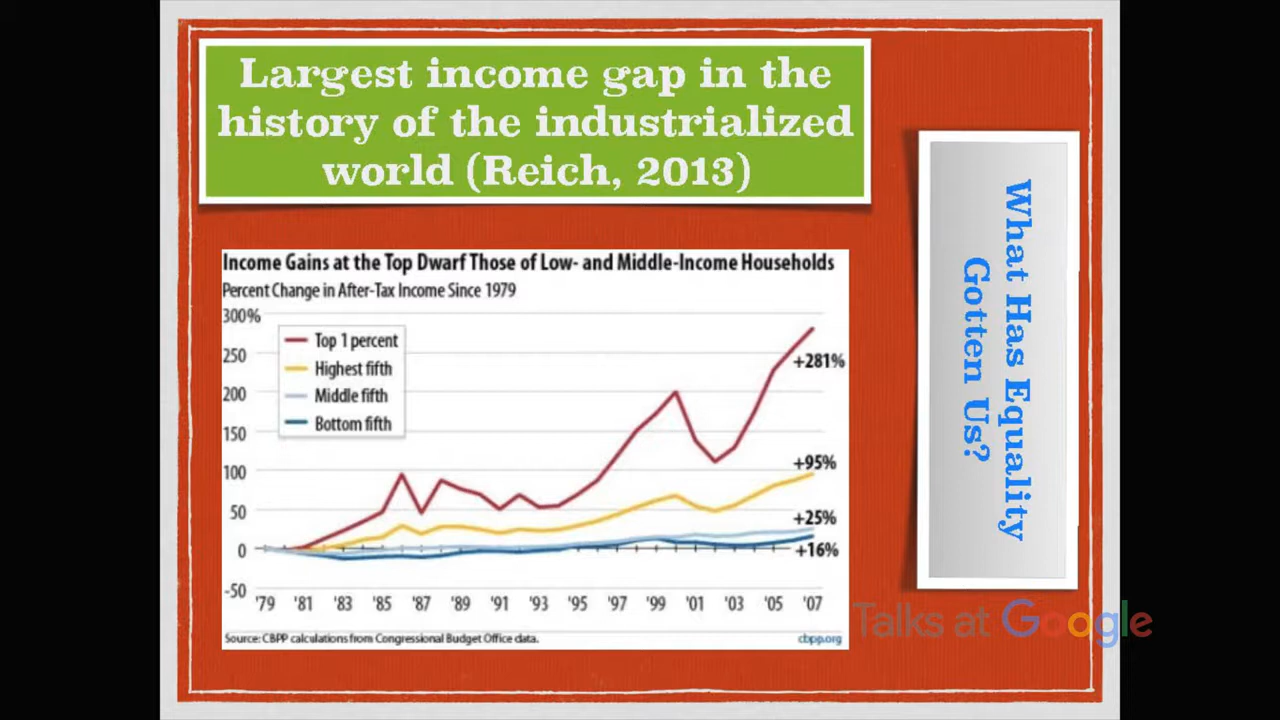 Largest income gap in the
history of the industrialized
world (Reich, 2013)
What Has Equality
Gotten Us?
Income Gains at the Top Dwarf Those of Low- and Middle-Income Households
Percent Change in After-Tax Income Since 1979
300%
250
200
150
100
50
0
-50
Top 1 percent
Highest fifth
Middle fifth
Bottom fifth
+281%
+95%
+25%
+16%
'79 '81 '83 '85 '87 '89 '91 '93 '95 '97 '99 '01 '03 '05 '07
Source: CBPP calculations from Congressional Budget Office data.
cbpp.org
Talks at Google